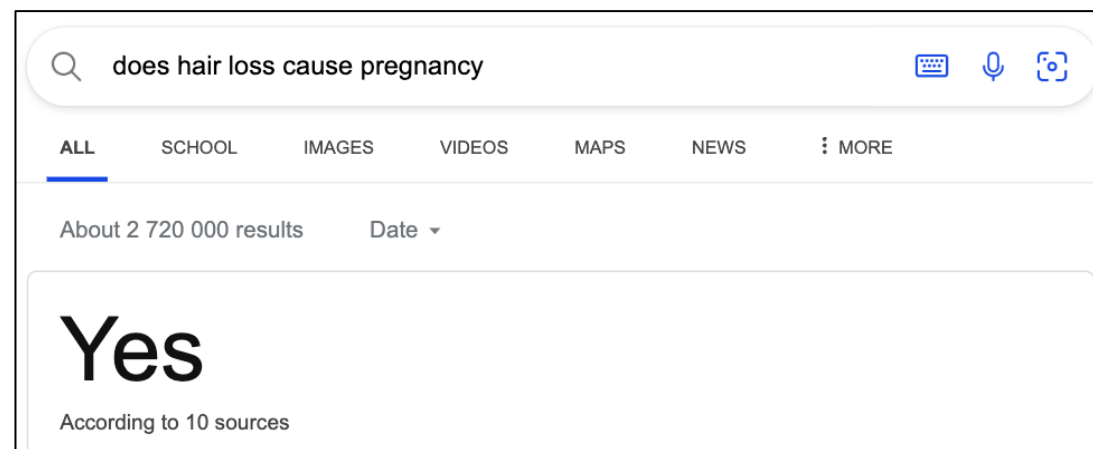 does hair loss cause pregnancy
ALL SCHOOL IMAGES VIDEOS MAPS NEWS MORE
About 2 720 000 results Date
Yes
According to 10 sources